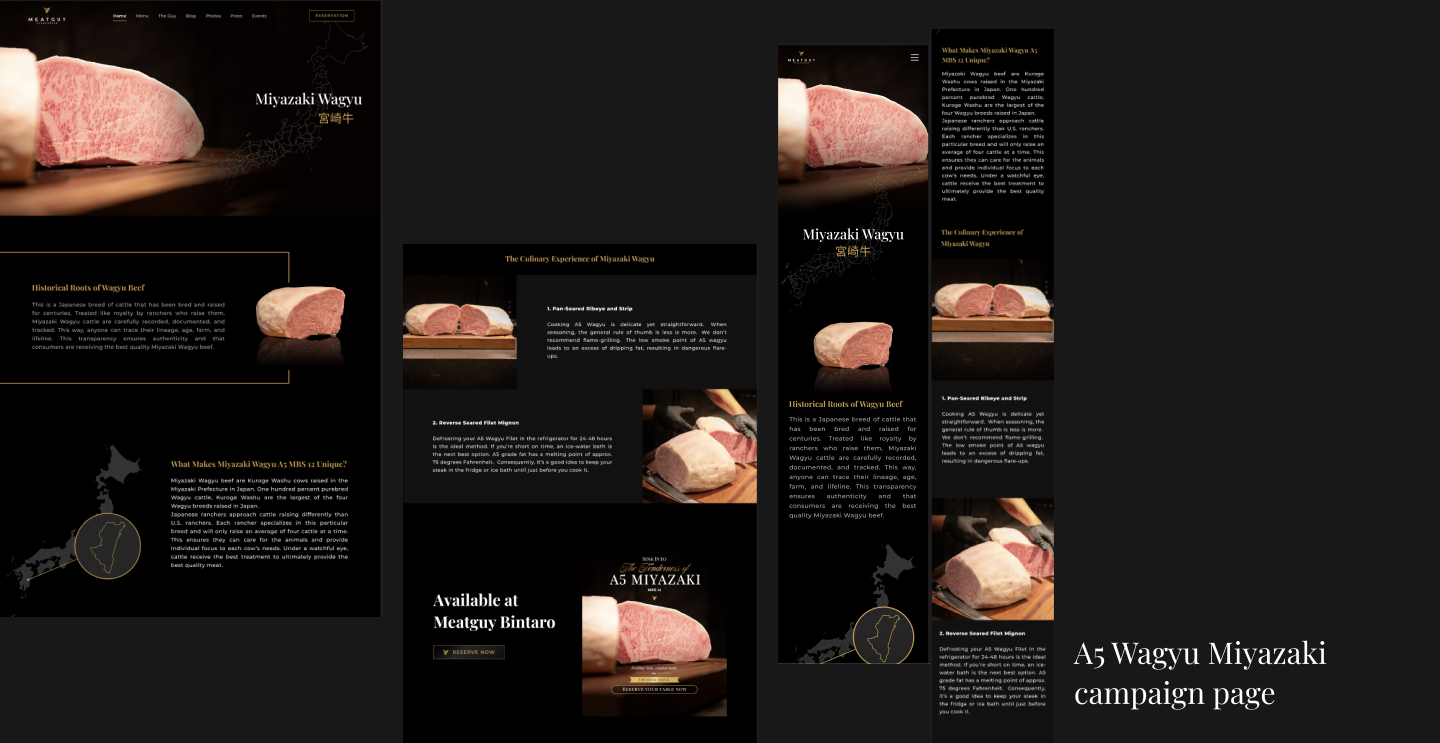 MEATGUY
STEAKHOUSE
Home Menu The Guy Blog Photos Press Events
RESERVATION
Miyazaki Wagyu
宮崎牛
Historical Roots of Wagyu Beef
This is a Japanese breed of cattle that has been bred and raised
for centuries. Treated like royalty by ranchers who raise them,
Miyazaki Wagyu cattle are carefully recorded, documented, and
tracked. This way, anyone can trace their lineage, age, farm, and
lifeline. This transparency ensures authenticity and that
consumers are receiving the best quality Miyazaki Wagyu beef.
What Makes Miyazaki Wagyu A5 MBS 12 Unique?
Miyazaki Wagyu beef are Kuroge Washu cows raised in the
Miyazaki Prefecture in Japan. One hundred percent purebred
Wagyu cattle, Kuroge Washu are the largest of the four
Wagyu breeds raised in Japan.
Japanese ranchers approach cattle raising differently than
U.S. ranchers. Each rancher specializes in this particular
breed and will only raise an average of four cattle at a time.
This ensures they can care for the animals and provide
individual focus to each cow's needs. Under a watchful eye,
cattle receive the best treatment to ultimately provide the
best quality meat.
The Culinary Experience of Miyazaki Wagyu
1. Pan-Seared Ribeye and Strip
Cooking A5 Wagyu is delicate yet straightforward. When
seasoning, the general rule of thumb is less is more. We don't
recommend flame-grilling. The low smoke point of A5 wagyu
leads to an excess of dripping fat, resulting in dangerous flare-
ups.
2. Reverse Seared Filet Mignon
Defrosting your A5 Wagyu Filet in the refrigerator for 24-48 hours
is the ideal method. If you're short on time, an ice-water bath is
the next best option. A5 grade fat has a melting point of approx.
75 degrees Fahrenheit. Consequently, it's a good idea to keep your
steak in the fridge or ice bath until just before you cook it.
Available at
Meatguy Bintaro
RESERVE NOW
SINK INTO
The Tenderness of
A5 MIYAZAKI
MBS 12
RESERVE YOUR TABLE NOW
MEATGUY
Miyazaki Wagyu
宮崎牛
Historical Roots of Wagyu Beef
This is a Japanese breed of cattle that
has been bred and raised for
centuries. Treated like royalty by
ranchers who raise them, Miyazaki
Wagyu cattle are carefully recorded,
documented, and tracked. This way,
anyone can trace their lineage, age,
farm, and lifeline. This transparency
ensures authenticity and that
consumers are receiving the best
quality Miyazaki Wagyu beef.
What Makes Miyazaki Wagyu A5
MBS 12 Unique?
Miyazaki Wagyu beef are Kuroge
Washu cows raised in the Miyazaki
Prefecture in Japan. One hundred
percent purebred Wagyu cattle,
Kuroge Washu are the largest of the
four Wagyu breeds raised in Japan.
Japanese ranchers approach cattle
raising differently than U.S. ranchers.
Each rancher specializes in this
particular breed and will only raise an
average of four cattle at a time. This
ensures they can care for the animals
and provide individual focus to each
cow's needs. Under a watchful eye,
cattle receive the best treatment to
ultimately provide the best quality
meat.
The Culinary Experience of
Miyazaki Wagyu
1. Pan-Seared Ribeye and Strip
Cooking A5 Wagyu is delicate yet
straightforward. When seasoning, the
general rule of thumb is less is more.
We don't recommend flame-grilling.
The low smoke point of A5 wagyu
leads to an excess of dripping fat,
resulting in dangerous flare-ups.
2. Reverse Seared Filet Mignon
Defrosting your A5 Wagyu Filet in the
refrigerator for 24-48 hours is the ideal
method. If you're short on time, an ice-
water bath is the next best option. A5
grade fat has a melting point of approx.
75 degrees Fahrenheit. Consequently,
it's a good idea to keep your steak in
the fridge or ice bath until just before
you cook it.
A5 Wagyu Miyazaki
campaign page